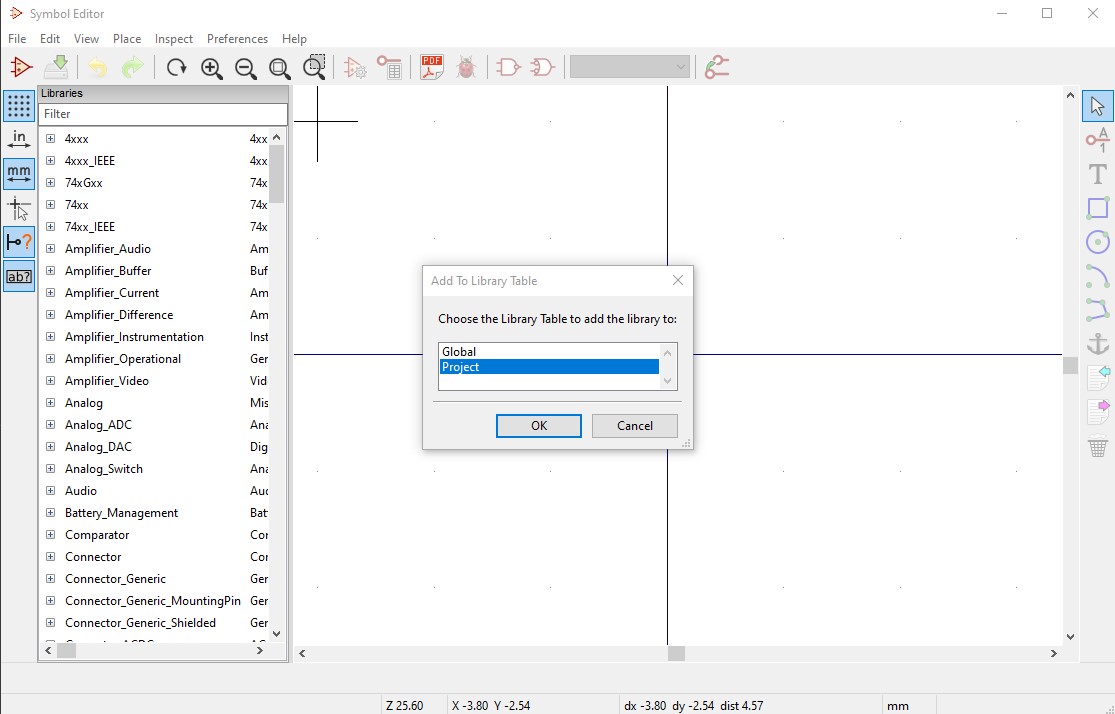 Symbol Editor
File Edit View Place Inspect Preferences Help
PDF
Libraries
Filter
in
mm
ab?
A
1
T
4xxx 4xx
4xxx_IEEE 4xx
74xGxx 74x
74xx 74x
74xx_IEEE 74x
Amplifier_Audio Am
Amplifier_Buffer Buf
Amplifier_Current Am
Amplifier_Difference Am
Amplifier_Instrumentation Inst
Amplifier_Operational Ger
Amplifier_Video Vid
Analog Mis
Analog_ADC Ana
Analog_DAC Dig
Analog_Switch Ana
Audio Auc
Battery_Management Bat
Comparator Cor
Connector Cor
Connector_Generic Ger
Connector_Generic_MountingPin Ger
Connector_Generic_Shielded Ger
Add To Library Table
Choose the Library Table to add the library to:
Global
Project
OK Cancel
Z 25.60 X -3.80 Y -2.54 dx -3.80 dy -2.54 dist 4.57 mm